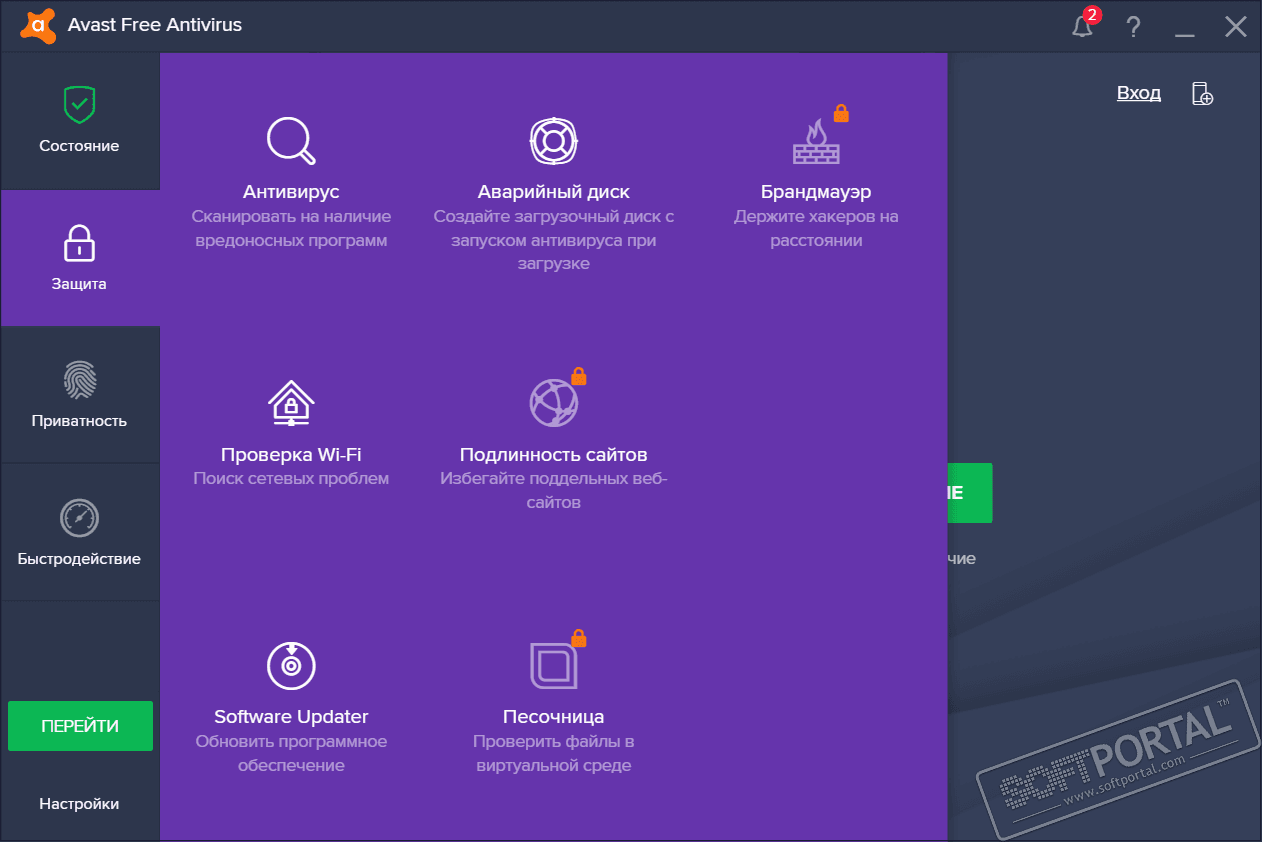 Avast Free Antivirus
2
?
Вход
Состояние
Защита
Приватность
Быстродействие
ПЕРЕЙТИ
Настройки
Антивирус
Сканировать на наличие
вредоносных программ
Аварийный диск
Создайте загрузочный диск с
запуском антивируса при
загрузке
Брандмауэр
Держите хакеров на
расстоянии
Проверка Wi-Fi
Поиск сетевых проблем
Подлинность сайтов
Избегайте поддельных веб-
сайтов
Software Updater
Обновить программное
обеспечение
Песочница
Проверить файлы в
виртуальной среде
SOFTPORTAL™
www.softportal.com